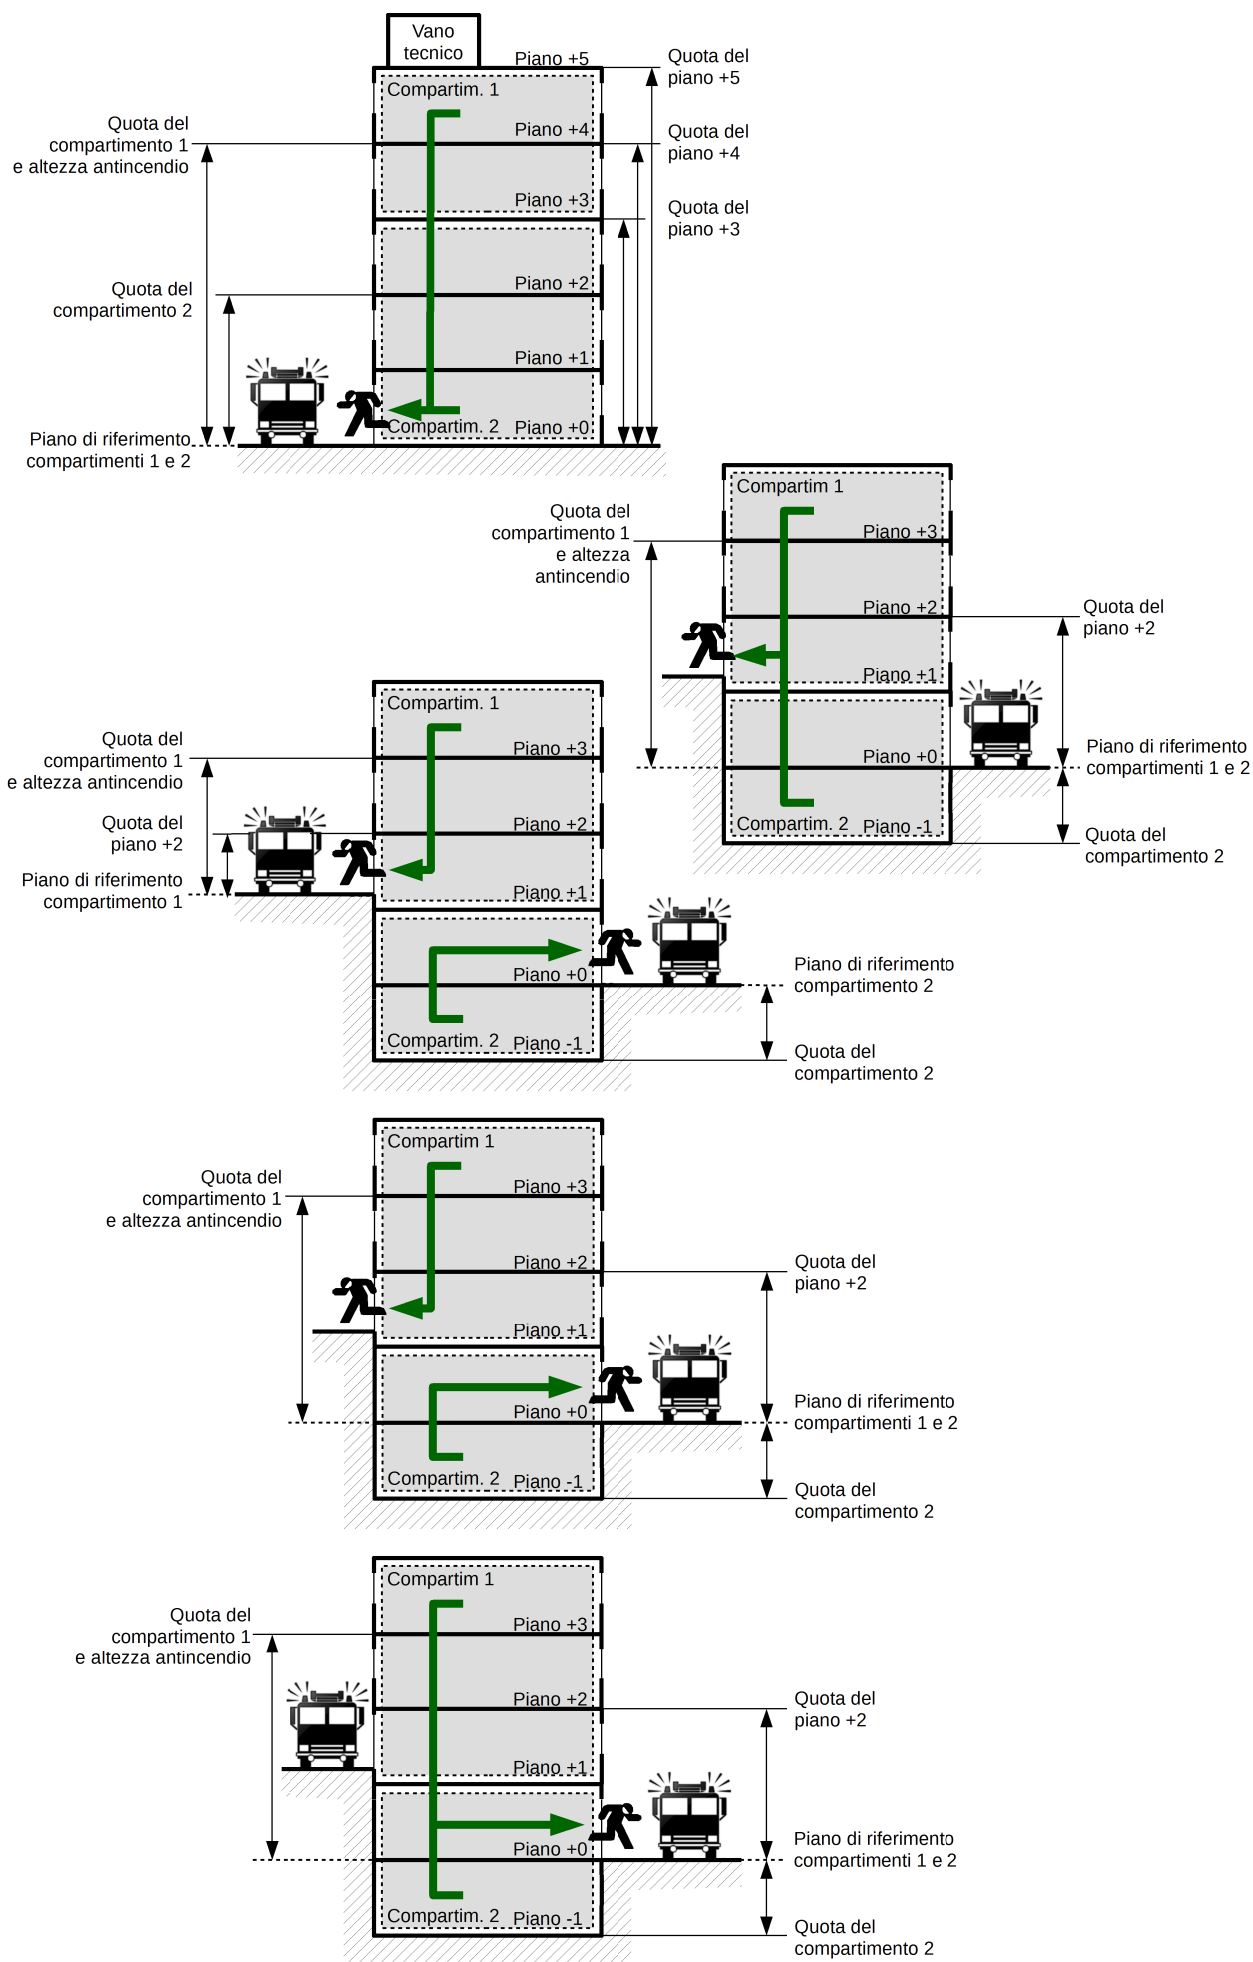 Vano
tecnico
Piano +5
Quota del
piano +5
Compartim. 1
Quota del
compartimento 1
e altezza antincendio
Piano +4
Quota del
piano +4
Piano +3
Quota del
piano +3
Quota del
compartimento 2
Piano +2
Piano +1
Compartim. 2
Piano +0
Piano di riferimento
compartimenti 1 e 2
Compartim 1
Quota del
compartimento 1
e altezza
antincendio
Piano +3
Piano +2
Quota del
piano +2
Piano +1
Piano +0
Piano di riferimento
compartimenti 1 e 2
Compartim. 2
Piano -1
Quota del
compartimento 2
Compartim. 1
Quota del
compartimento 1
e altezza antincendio
Piano +3
Quota del
piano +2
Piano +2
Piano di riferimento
compartimento 1
Piano +1
Piano +0
Piano di riferimento
compartimento 2
Compartim. 2
Piano -1
Quota del
compartimento 2
Compartim 1
Quota del
compartimento 1
e altezza antincendio
Piano +3
Piano +2
Quota del
piano +2
Piano +1
Piano +0
Piano di riferimento
compartimenti 1 e 2
Compartim. 2
Piano -1
Quota del
compartimento 2
Compartim 1
Quota del
compartimento 1
e altezza antincendio
Piano +3
Piano +2
Quota del
piano +2
Piano +1
Piano +0
Piano di riferimento
compartimenti 1 e 2
Compartim. 2
Piano -1
Quota del
compartimento 2